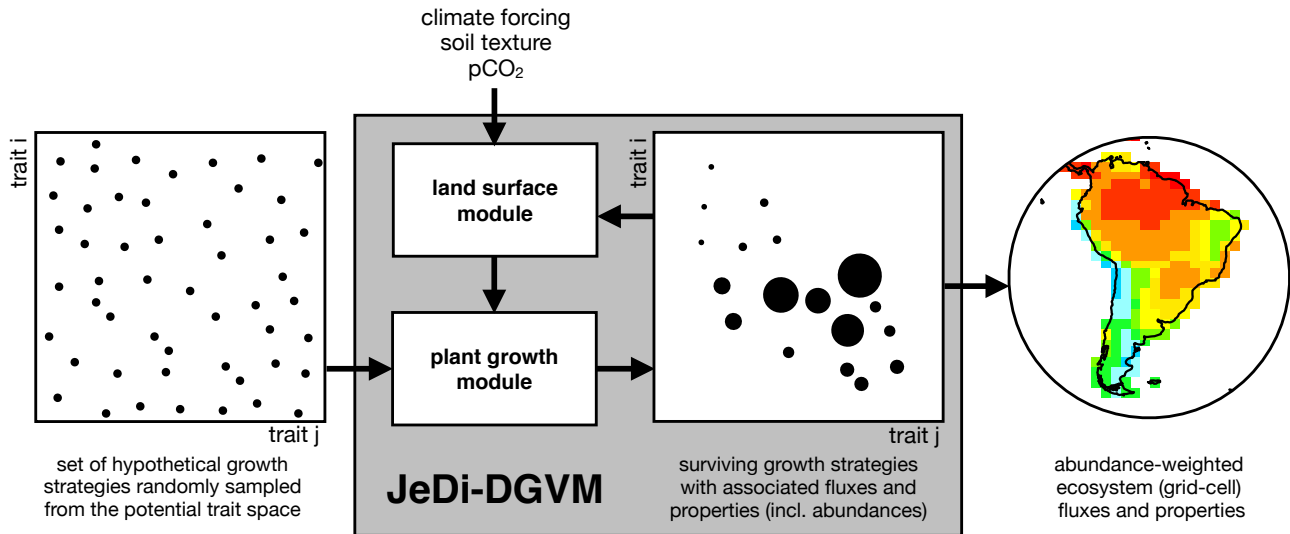 climate forcing
soil texture
pCO₂
trait i
trait j
set of hypothetical growth
strategies randomly sampled
from the potential trait space
land surface
module
plant growth
module
JeDi-DGVM
trait i
trait j
surviving growth strategies
with associated fluxes and
properties (incl. abundances)
abundance-weighted
ecosystem (grid-cell)
fluxes and properties